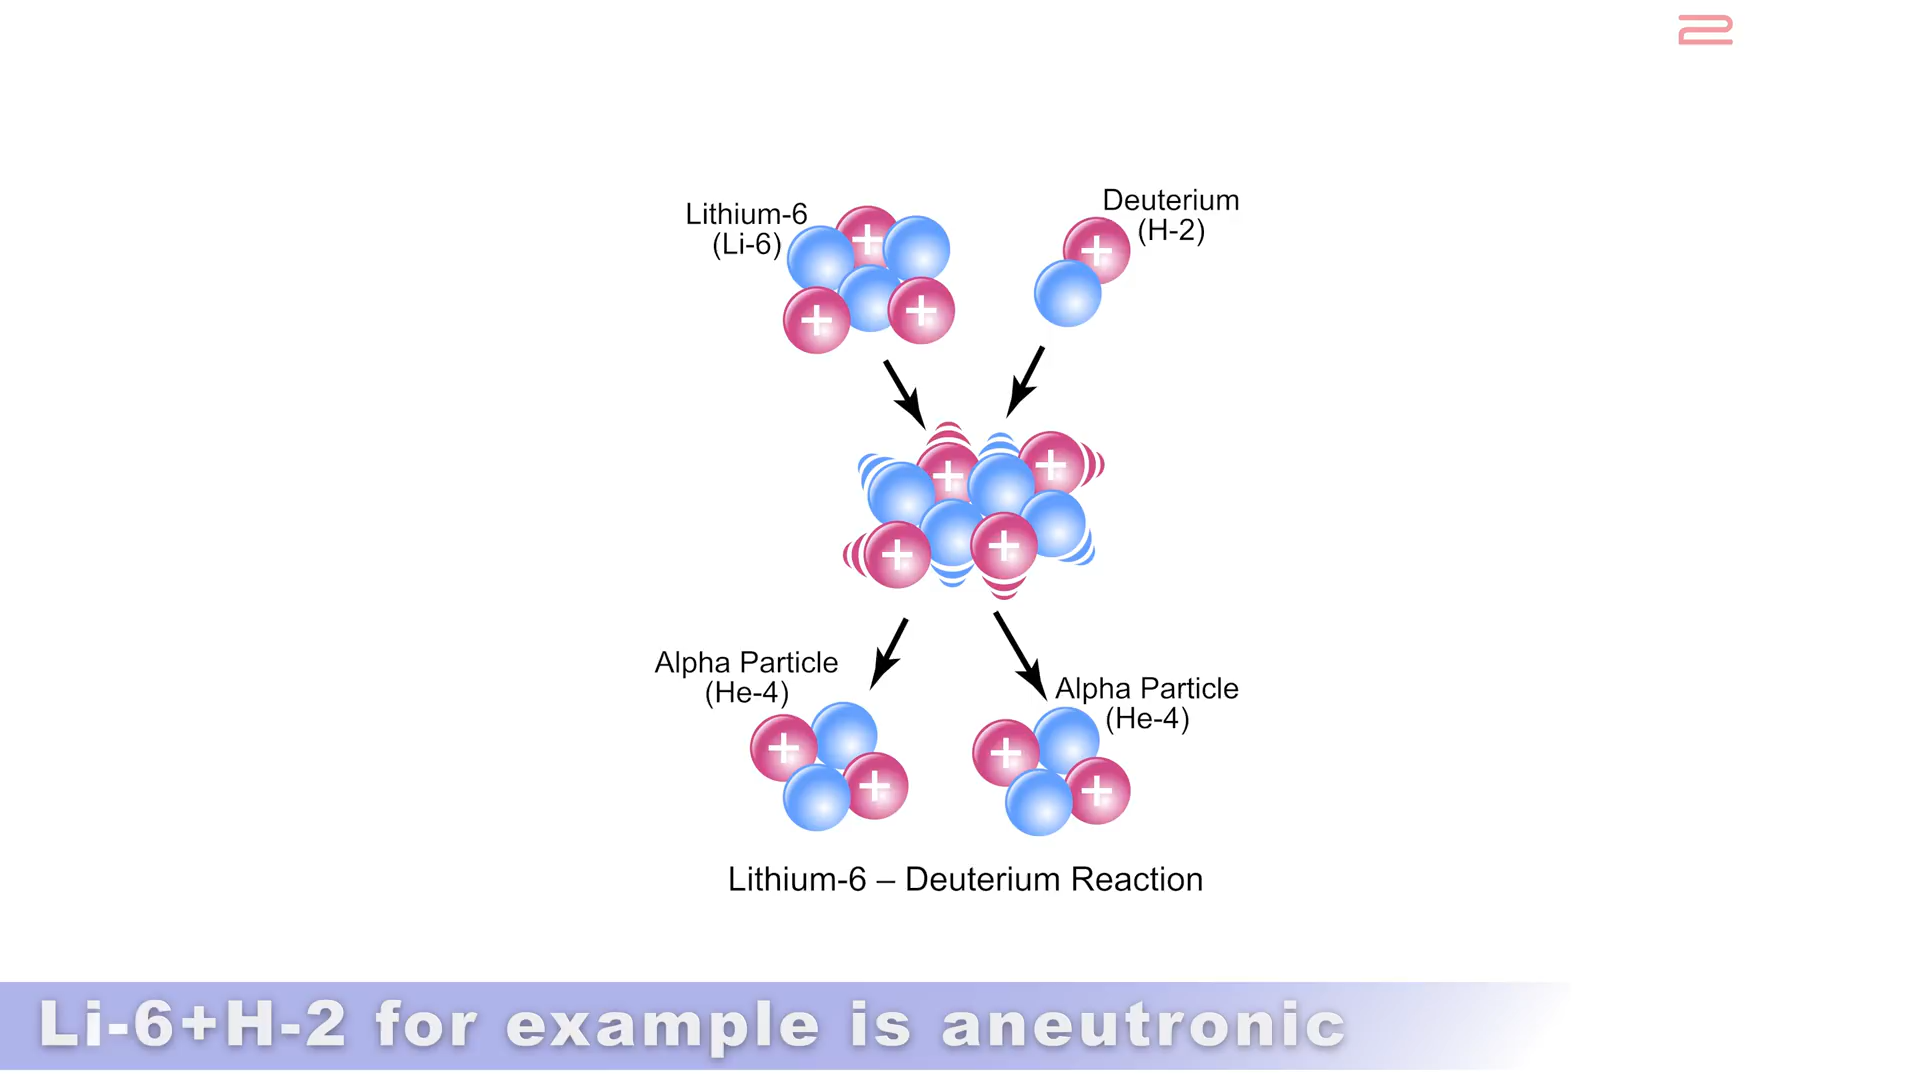 Lithium-6
(Li-6)
Deuterium
(H-2)
+
+
+
+
+
+
+
+
Alpha Particle
(He-4)
Alpha Particle
(He-4)
+
+
+
+
Lithium-6 – Deuterium Reaction
Li-6+H-2 for example is aneutronic